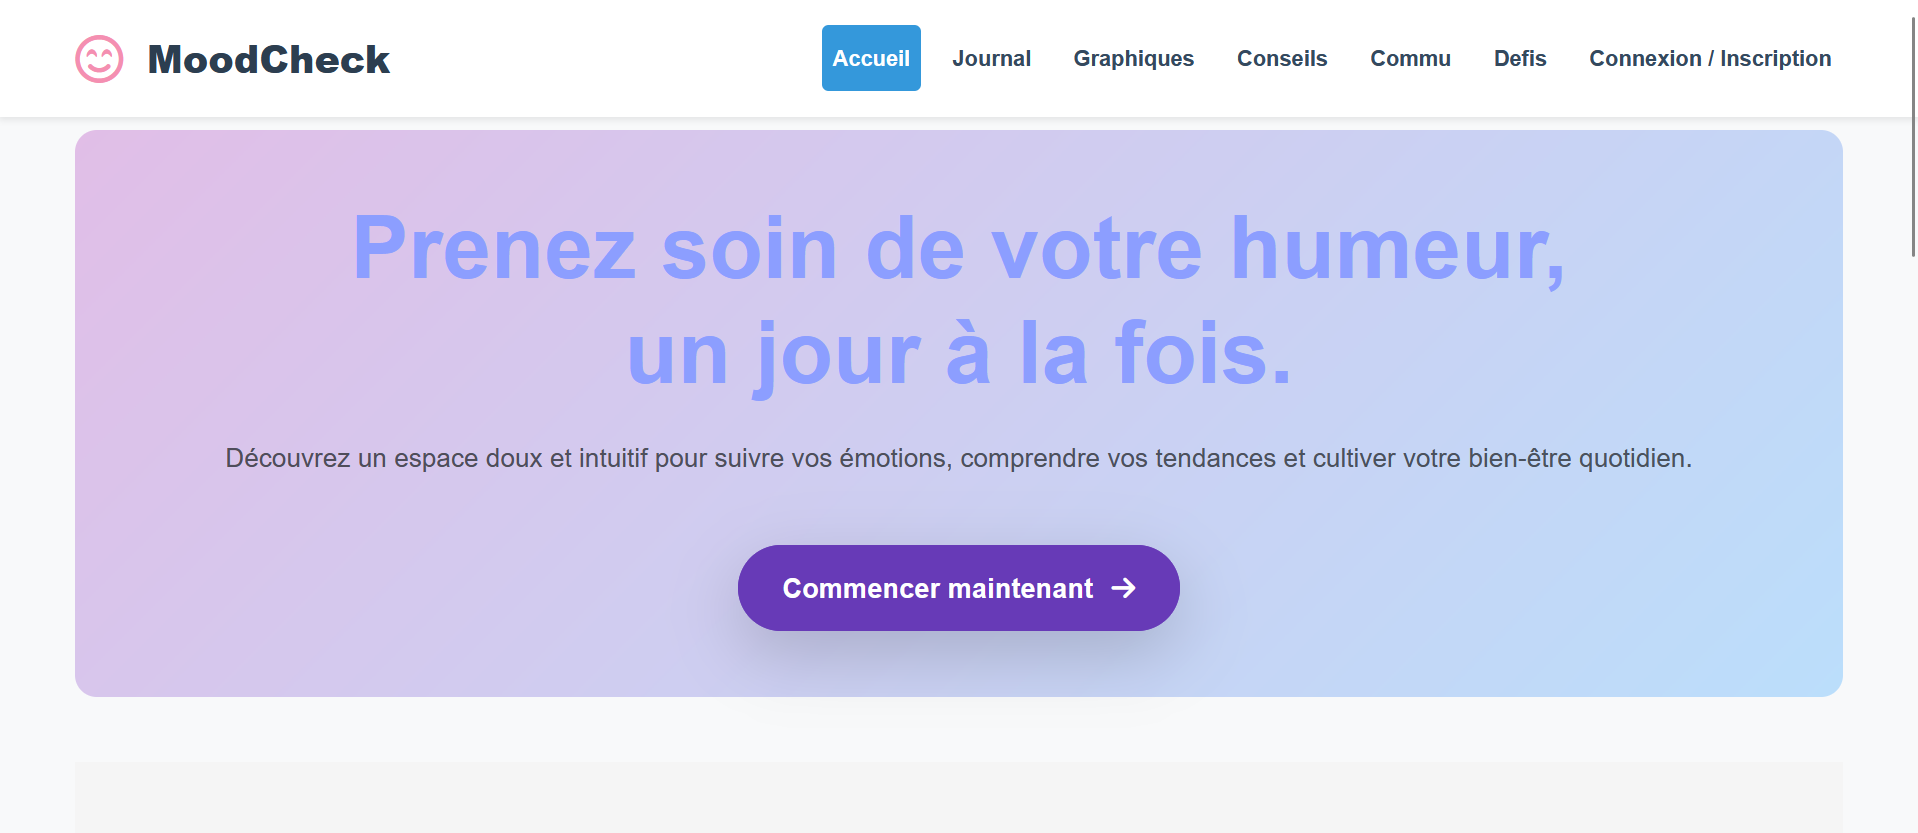 MoodCheck
Accueil
Journal
Graphiques
Conseils
Commu
Defis
Connexion / Inscription
Prenez soin de votre humeur,
un jour à la fois.
Découvrez un espace doux et intuitif pour suivre vos émotions, comprendre vos tendances et cultiver votre bien-être quotidien.
Commencer maintenant →